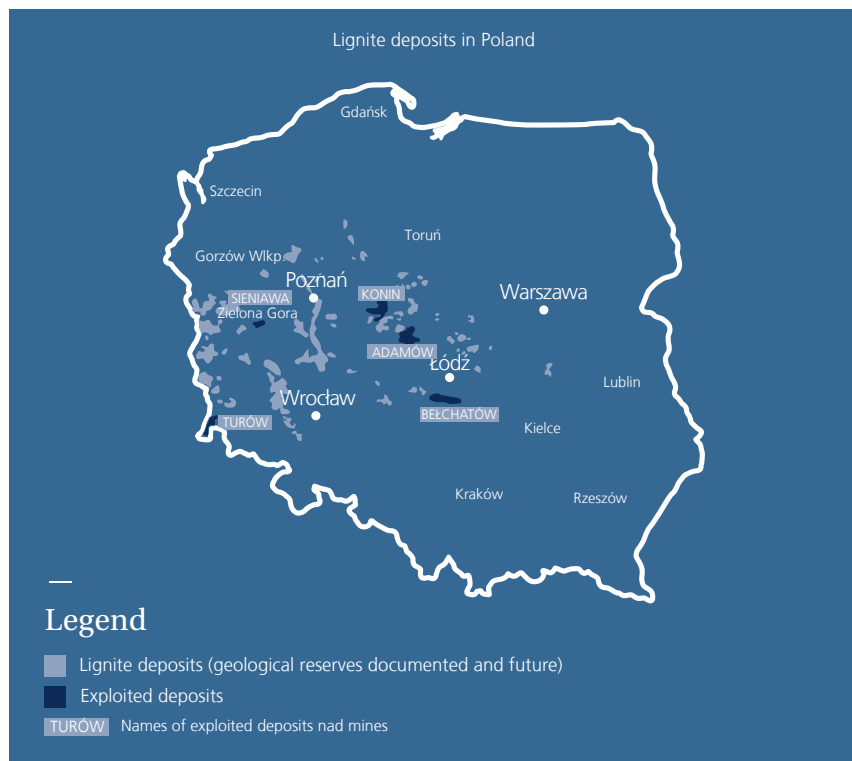 Lignite deposits in Poland
Gdańsk
Szczecin
Toruń
Gorzów Wlkp.
Poznań
SIENIAWA
KONIN
Warszawa
Zielona Gora
ADAMÓW
Łódź
Lublin
Wrocław
BEŁCHATÓW
TURÓW
Kielce
Kraków
Rzeszów
Legend
Lignite deposits (geological reserves documented and future)
Exploited deposits
TURÓW Names of exploited deposits nad mines